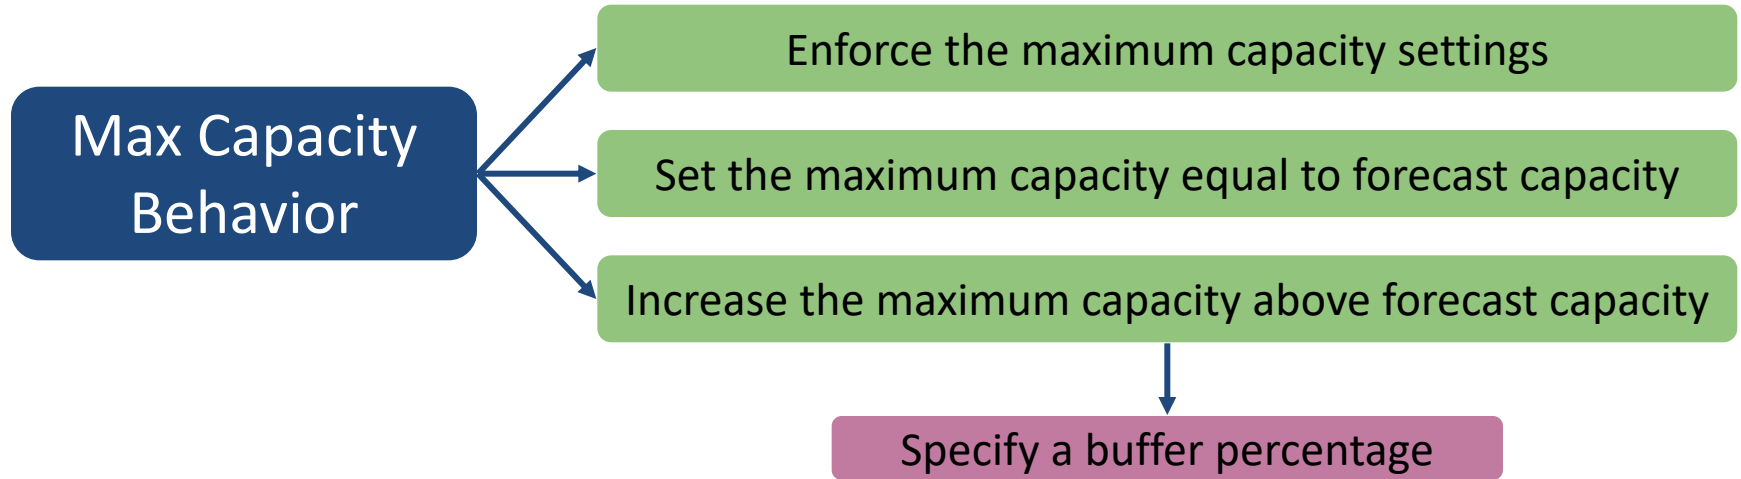 Max Capacity
Behavior
Enforce the maximum capacity settings
Set the maximum capacity equal to forecast capacity
Increase the maximum capacity above forecast capacity
Specify a buffer percentage